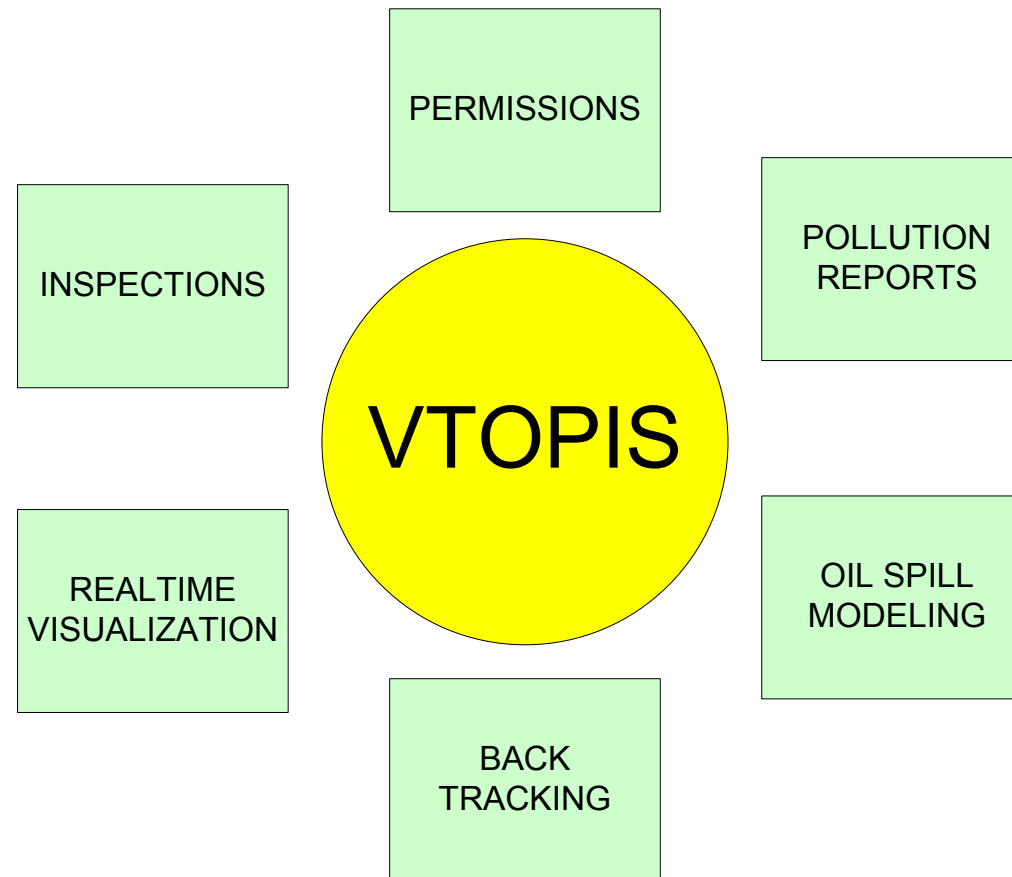 PERMISSIONS
POLLUTION
REPORTS
INSPECTIONS
VTOPIS
REALTIME
VISUALIZATION
OIL SPILL
MODELING
BACK
TRACKING